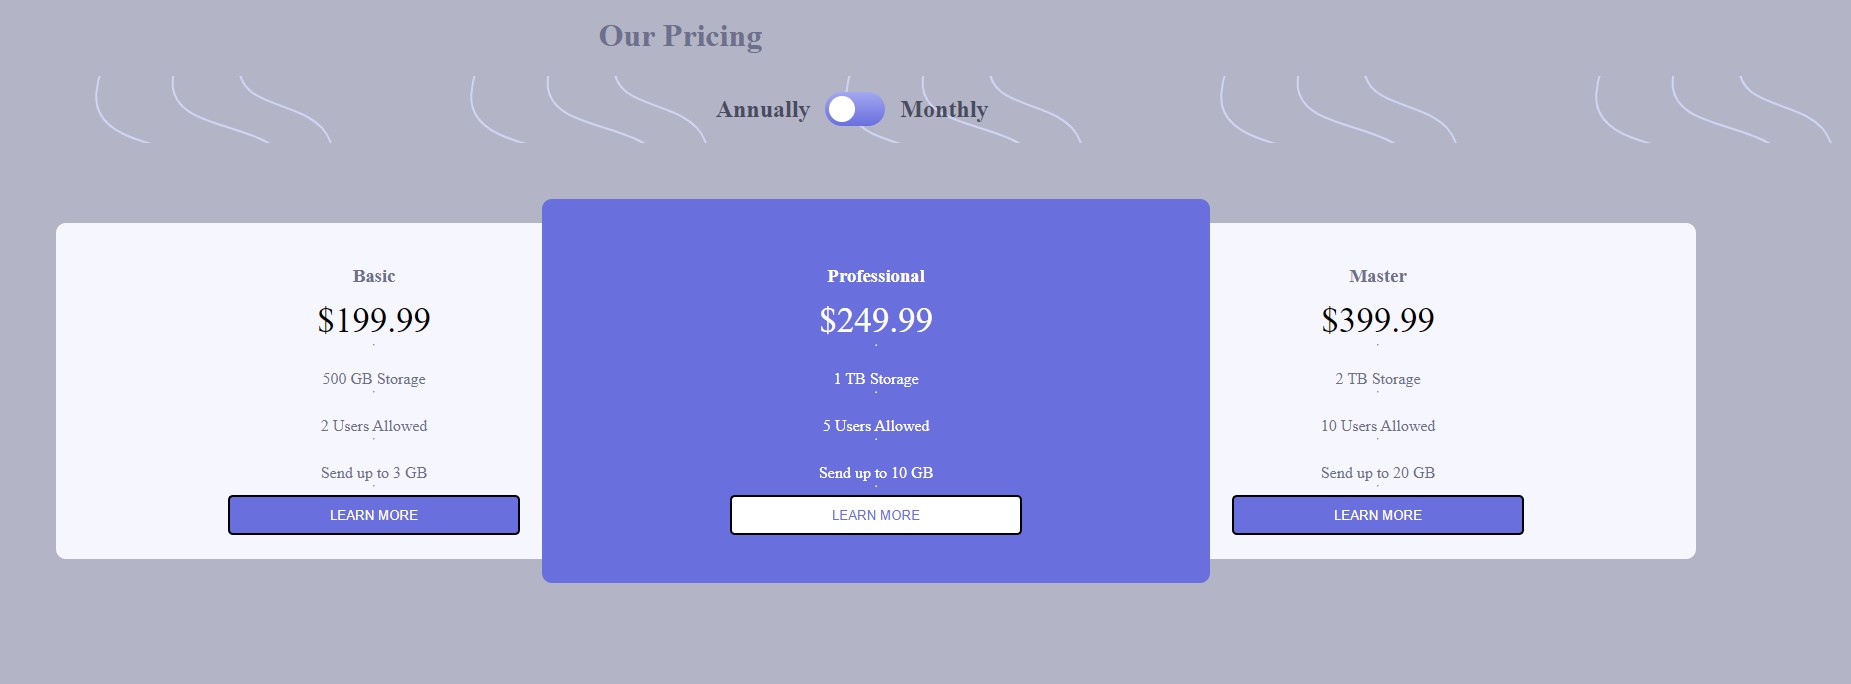 Our Pricing
Annually
Monthly
Basic
$199.99
500 GB Storage
2 Users Allowed
Send up to 3 GB
LEARN MORE
Professional
$249.99
1 TB Storage
5 Users Allowed
Send up to 10 GB
LEARN MORE
Master
$399.99
2 TB Storage
10 Users Allowed
Send up to 20 GB
LEARN MORE